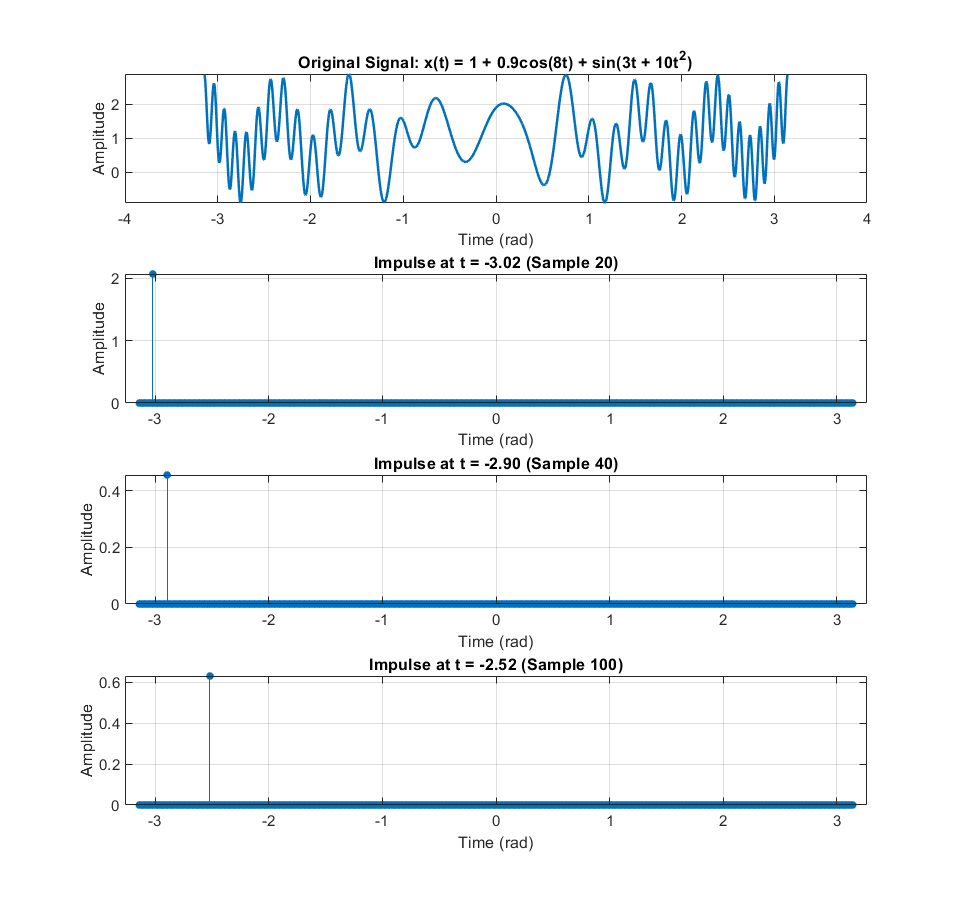 Original Signal: x(t) = 1 + 0.9cos(8t) + sin(3t + 10t²)
2
1
0
Amplitude
-4 -3 -2 -1 0 1 2 3 4
Time (rad)
Impulse at t = -3.02 (Sample 20)
2
1
0
Amplitude
-3 -2 -1 0 1 2 3
Time (rad)
Impulse at t = -2.90 (Sample 40)
0.4
0.2
0
Amplitude
-3 -2 -1 0 1 2 3
Time (rad)
Impulse at t = -2.52 (Sample 100)
0.6
0.4
0.2
0
Amplitude
-3 -2 -1 0 1 2 3
Time (rad)